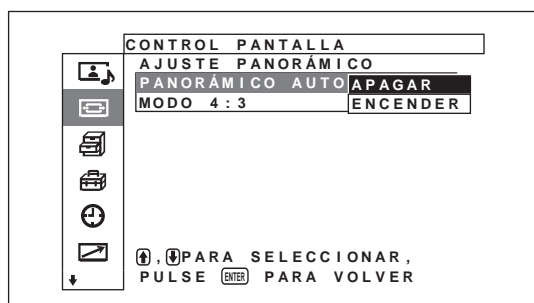 CONTROL PANTALLA
AJUSTE PANORÁMICO
PANORÁMICO AUTO APAGAR
MODO 4:3 ENCENDER
, PARA SELECCIONAR,
PULSE ENTER PARA VOLVER